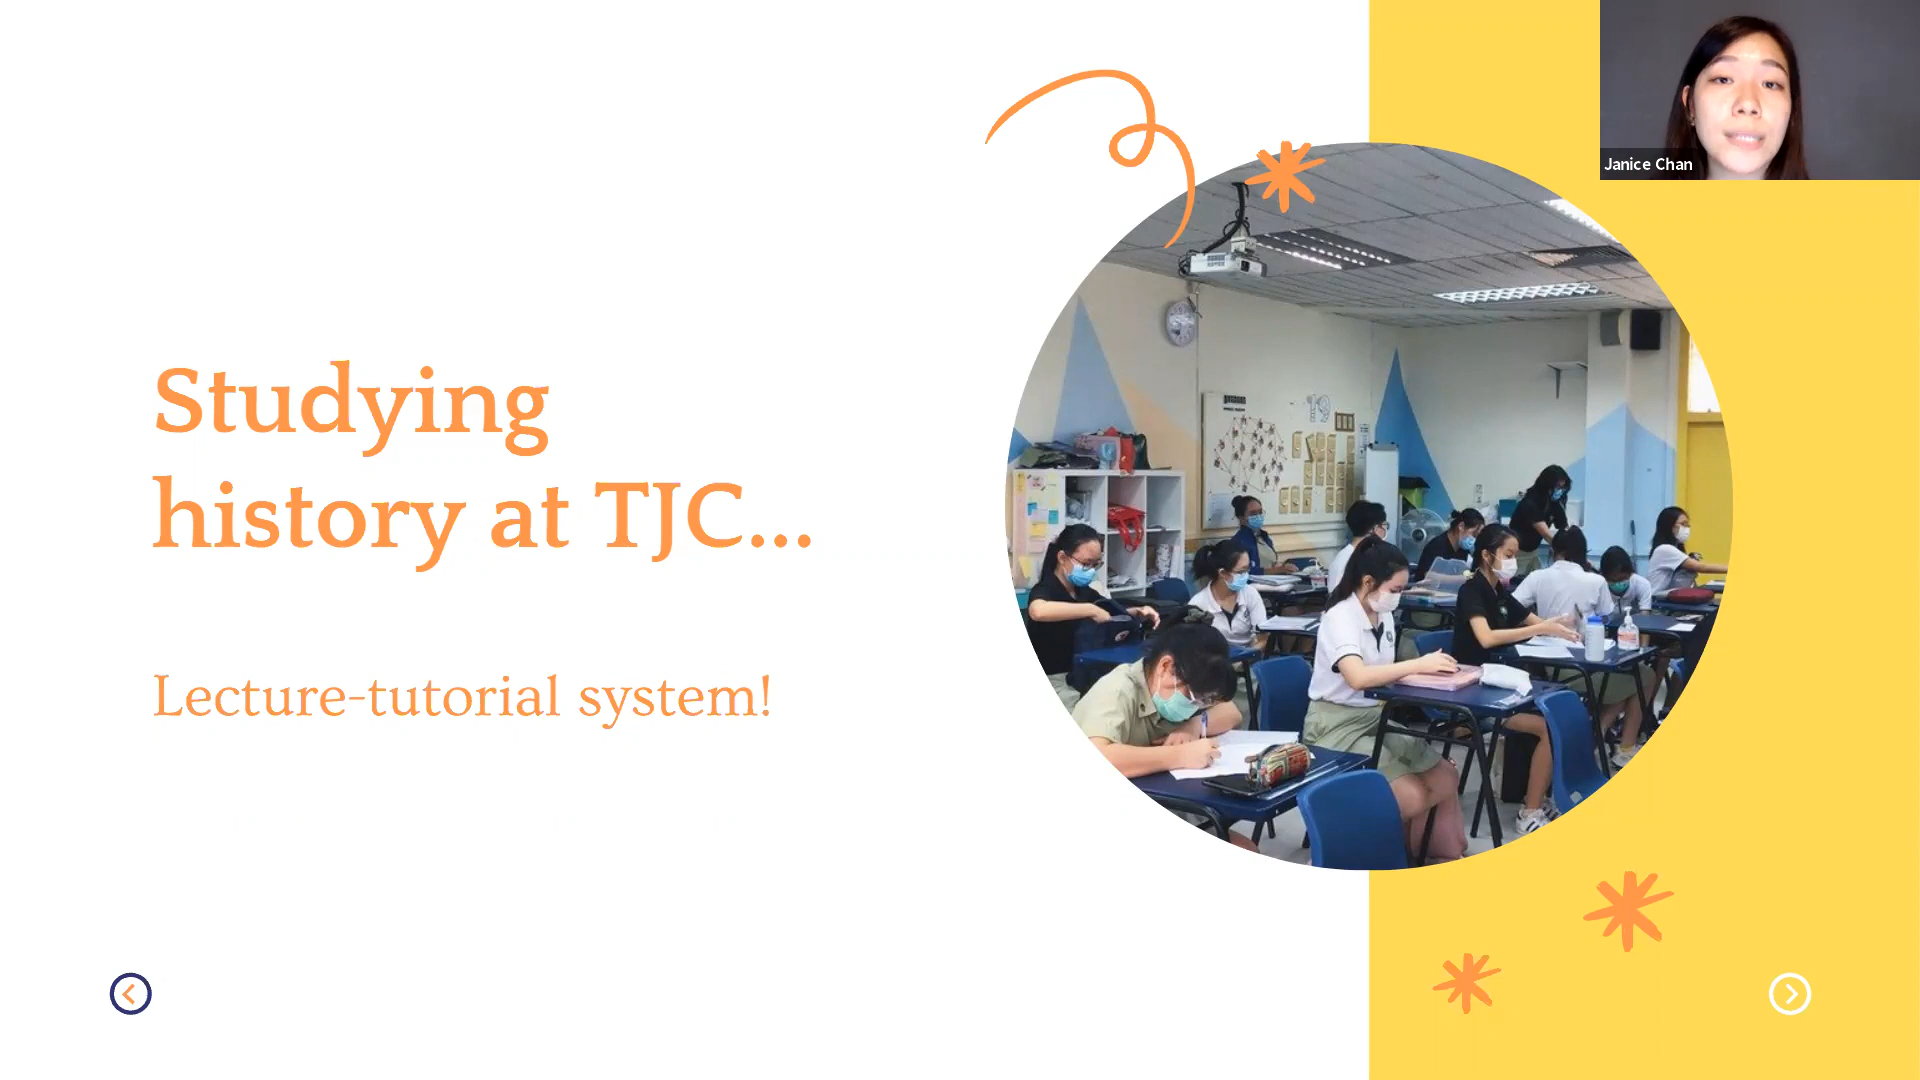 Janice Chan
Studying
history at TJC...
Lecture-tutorial system!